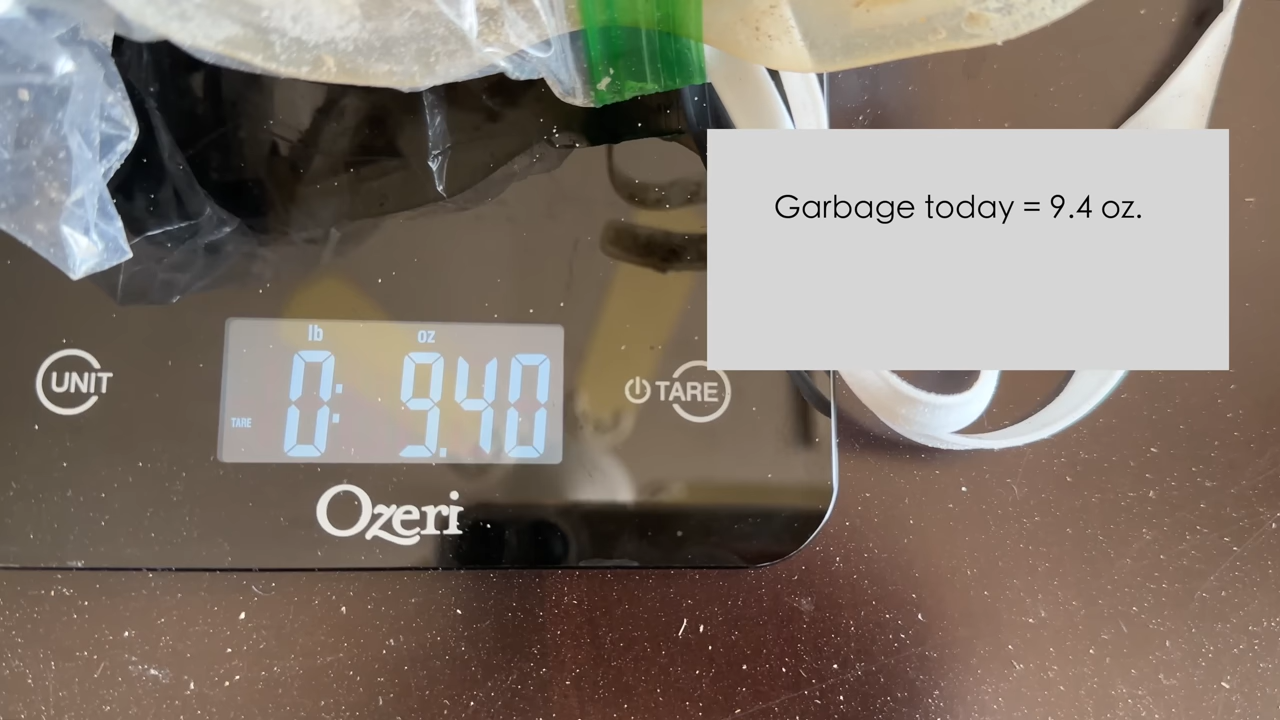 Garbage today = 9.4 oz.
lb oz
UNIT
0: 9.40
TARE
TARE
Ozeri